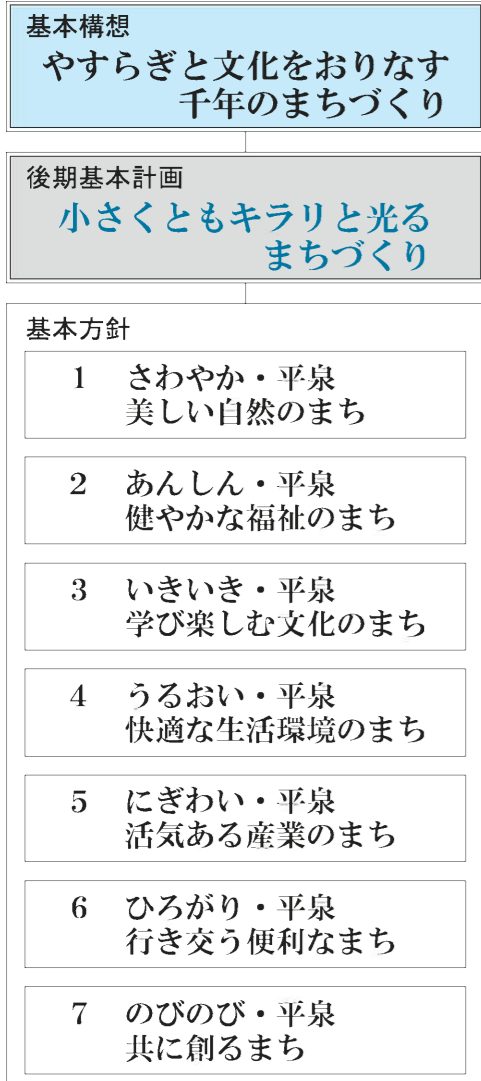 基本構想
やすらぎと文化をおりなす
千年のまちづくり
後期基本計画
小さくともキラリと光る
まちづくり
基本方針
1 さわやか・平泉
美しい自然のまち
2 あんしん・平泉
健やかな福祉のまち
3 いきいき・平泉
学び楽しむ文化のまち
4 うるおい・平泉
快適な生活環境のまち
5 にぎわい・平泉
活気ある産業のまち
6 ひろがり・平泉
行き交う便利なまち
7 のびのび・平泉
共に創るまち